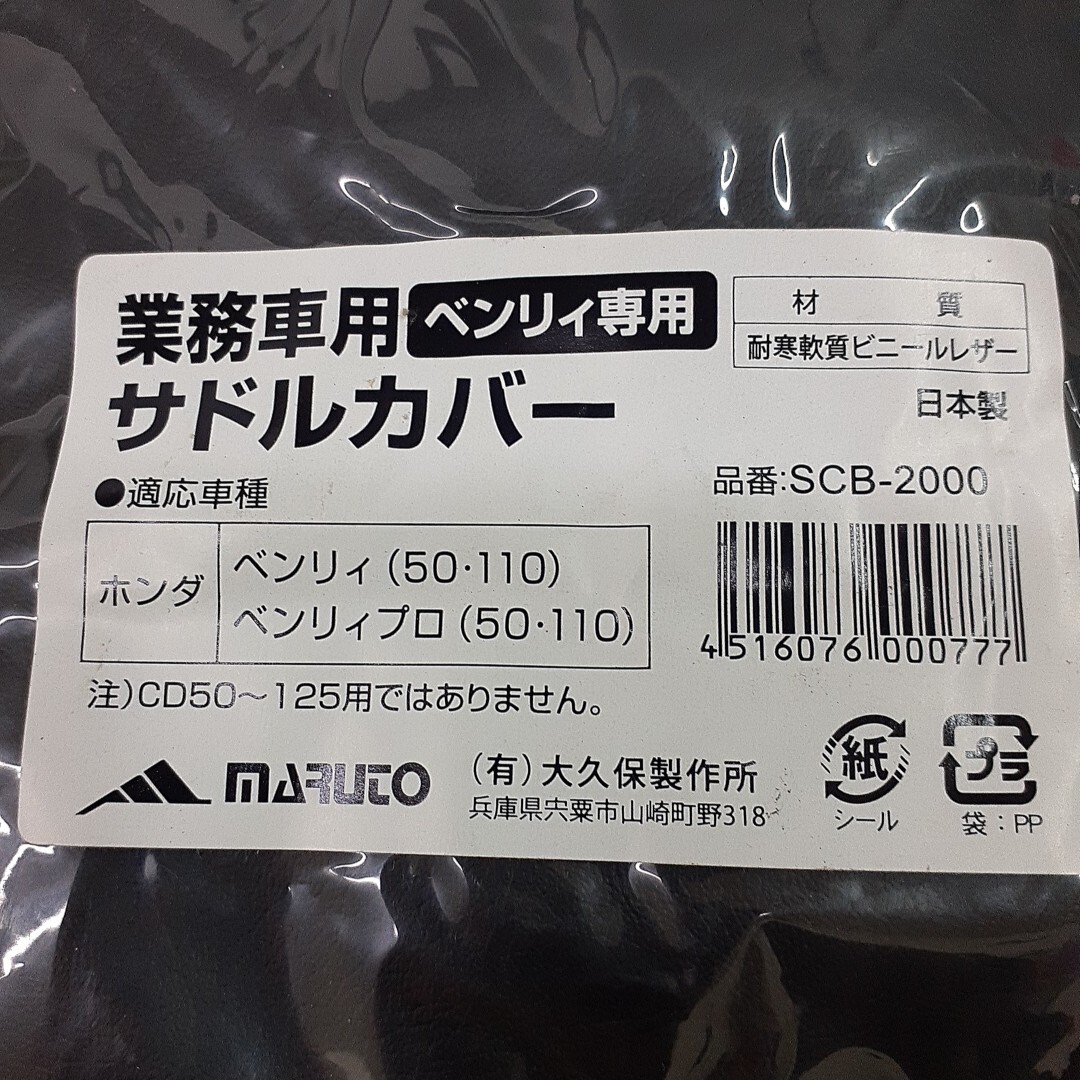 業務車用 ベンリィ専用
サドルカバー
材 質
耐寒軟質ビニールレザー
日本製
●適応車種
品番:SCB-2000
ホンダ
ベンリィ(50・110)
ベンリィプロ(50・110)
4 516076 000777
注)CD50～125用ではありません。
MARUTO
(有)大久保製作所
兵庫県宍粟市山崎町野318
紙
シール
プラ
袋：PP